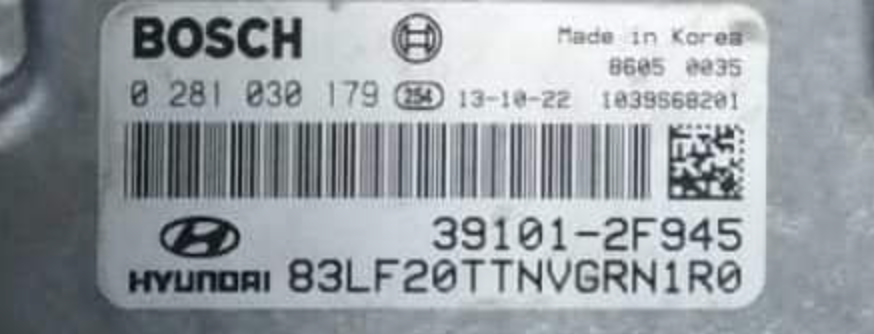 BOSCH Made in Korea
8605 0035
0 281 030 179 254 13-10-22 1039S68201
39101-2F945
HYUNDAI 83LF20TTNVGRN1R0